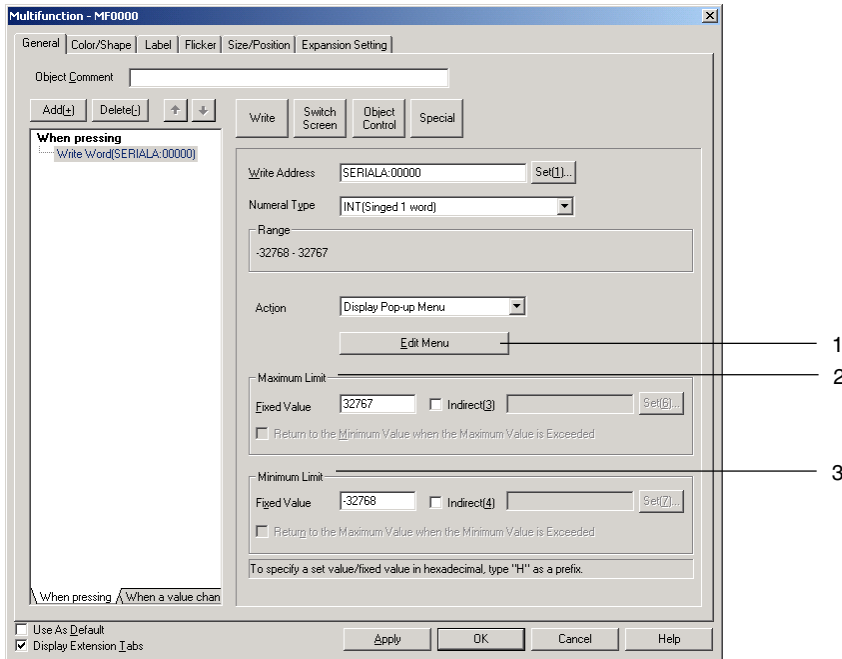 Multifunction - MF0000
General Color/Shape Label Flicker Size/Position Expansion Setting
Object Comment
Add(+) Delete(-)
When pressing
Write Word(SERIALA:00000)
When pressing When a value chan
Write Switch Screen Object Control Special
Write Address SERIALA:00000 Set(1)...
Numeral Type INT(Singed 1 word)
Range
-32768 - 32767
Action Display Pop-up Menu
Edit Menu 1
Maximum Limit 2
Fixed Value 32767 Indirect(3) Set(6)...
Return to the Minimum Value when the Maximum Value is Exceeded
Minimum Limit 3
Fixed Value -32768 Indirect(4) Set(7)...
Return to the Maximum Value when the Minimum Value is Exceeded
To specify a set value/fixed value in hexadecimal, type "H" as a prefix.
Use As Default
Display Extension Tabs
Apply OK Cancel Help